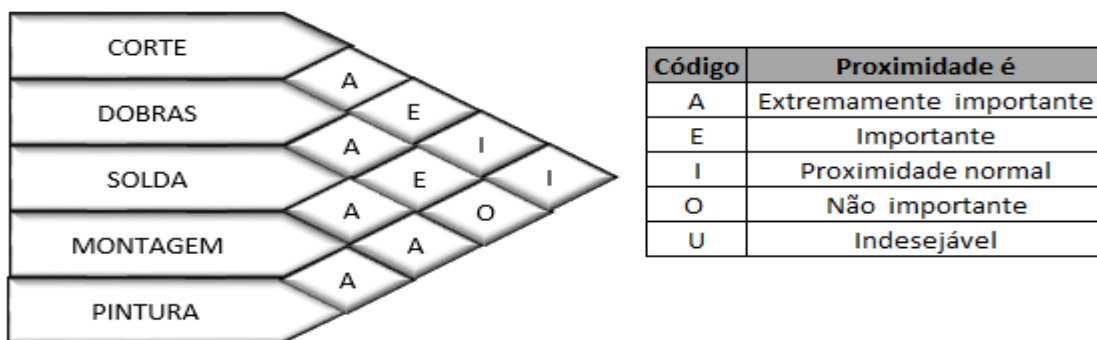 CORTE
DOBRAS
SOLDA
MONTAGEM
PINTURA
A
E
A
I
E
I
A
O
A
A
Código Proximidade é
A Extremamente importante
E Importante
I Proximidade normal
O Não importante
U Indesejável